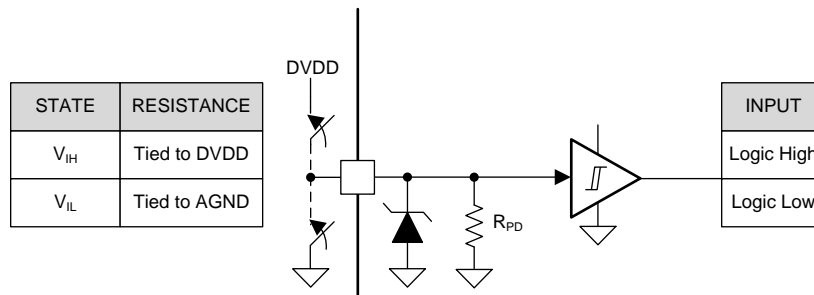 DVDD
STATE RESISTANCE
V_IH Tied to DVDD
V_IL Tied to AGND
R_PD
INPUT
Logic High
Logic Low